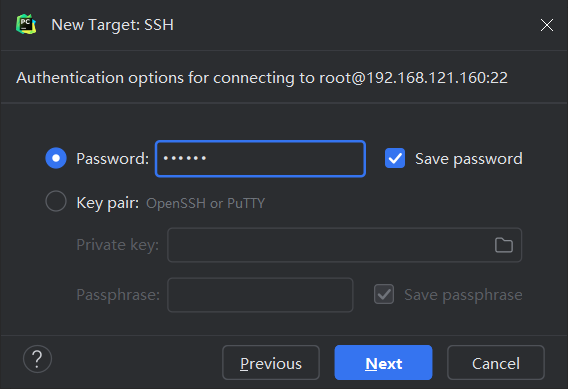 PC
New Target: SSH
Authentication options for connecting to root@192.168.121.160:22
Password: ••••••
Save password
Key pair: OpenSSH or PuTTY
Private key:
Passphrase:
Save passphrase
?
Previous
Next
Cancel